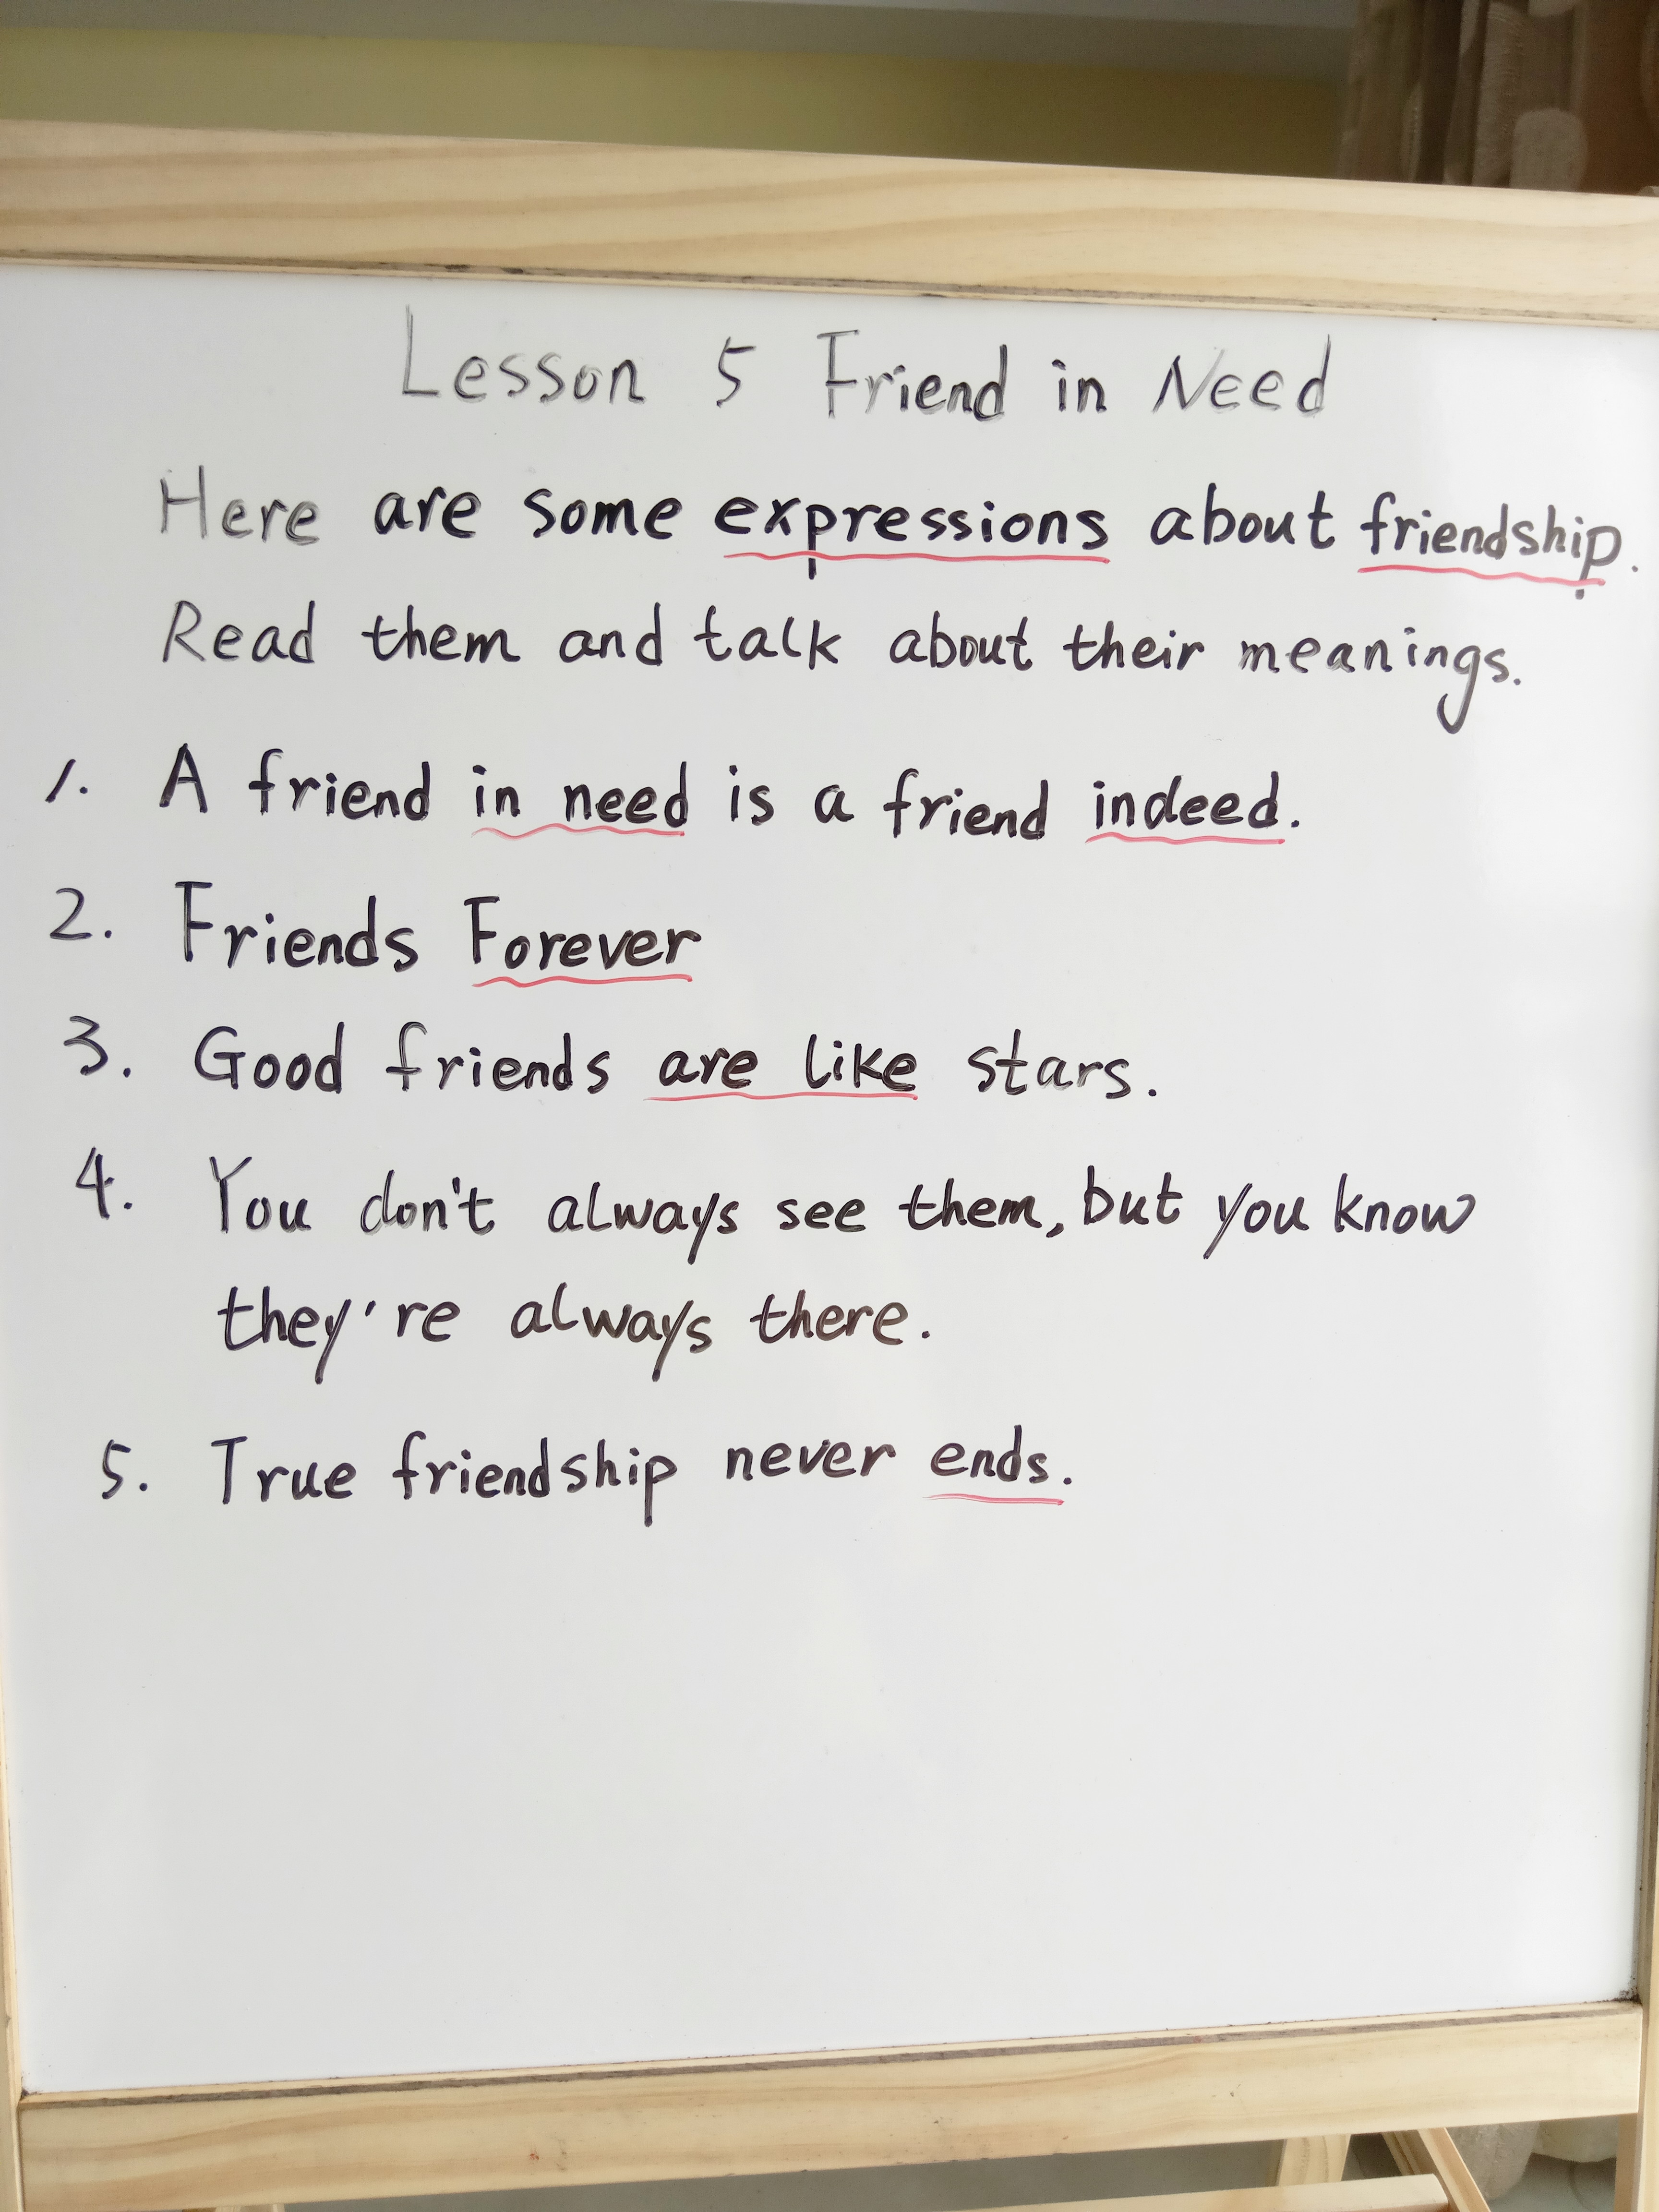 Lesson 5 Friend in Need
Here are some expressions about friendship.
Read them and talk about their meanings.
1. A friend in need is a friend indeed.
2. Friends Forever
3. Good friends are like stars.
4. You don't always see them, but you know
they're always there.
5. True friendship never ends.